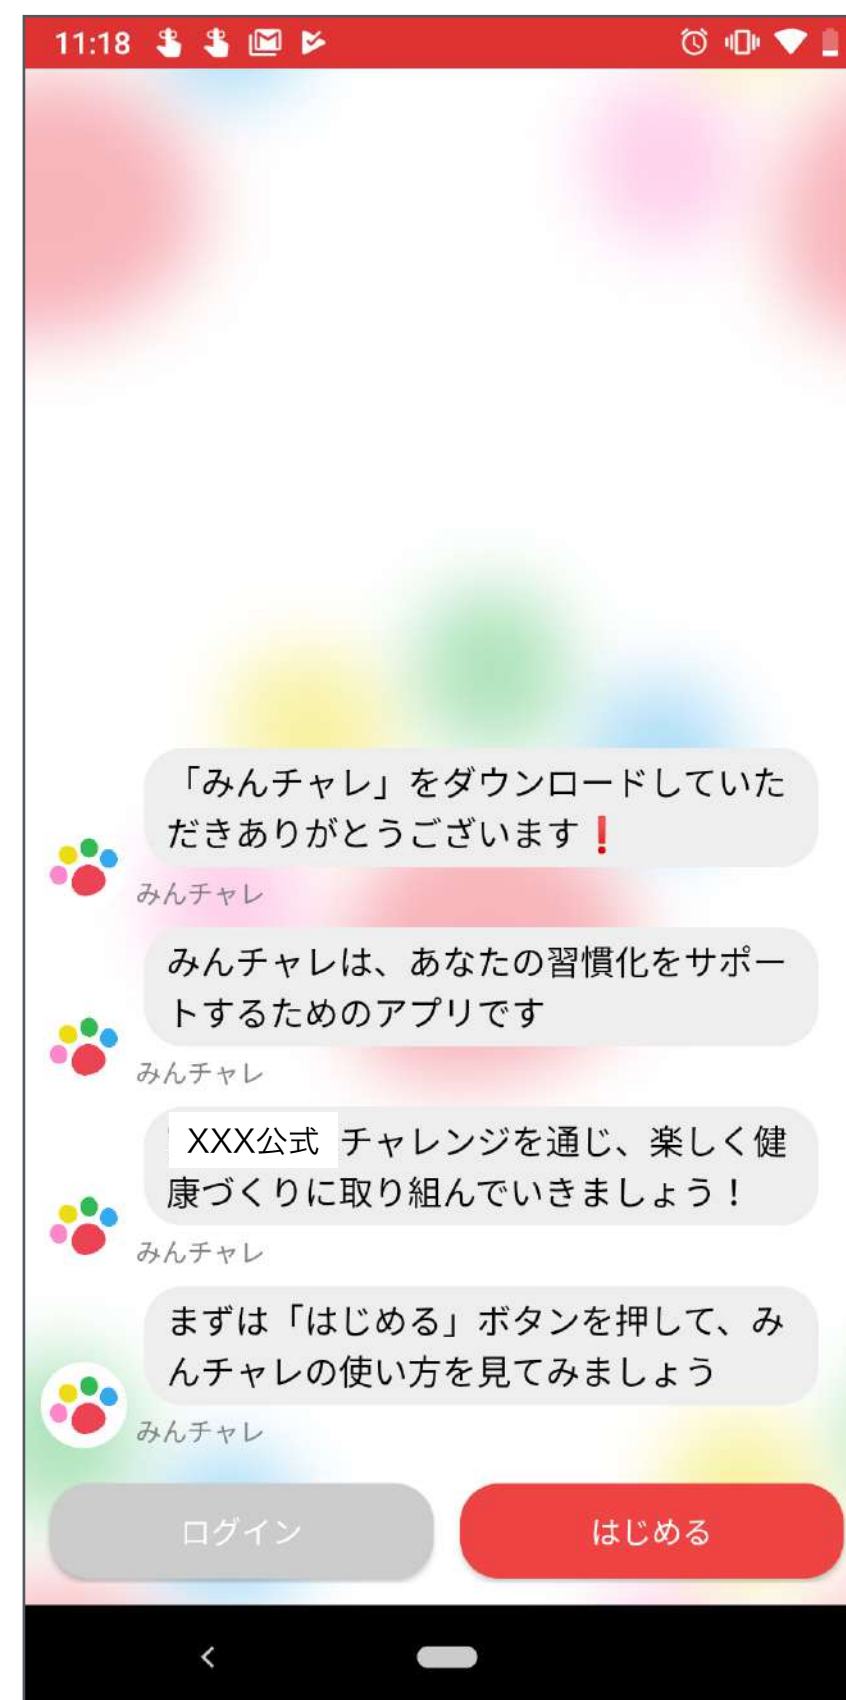 11:18
「みんチャレ」をダウンロードしていた
だきありがとうございます❗
みんチャレ
みんチャレは、あなたの習慣化をサポー
トするためのアプリです
みんチャレ
XXX公式 チャレンジを通じ、楽しく健
康づくりに取り組んでいきましょう！
みんチャレ
まずは「はじめる」ボタンを押して、み
んチャレの使い方を見てみましょう
みんチャレ
ログイン はじめる